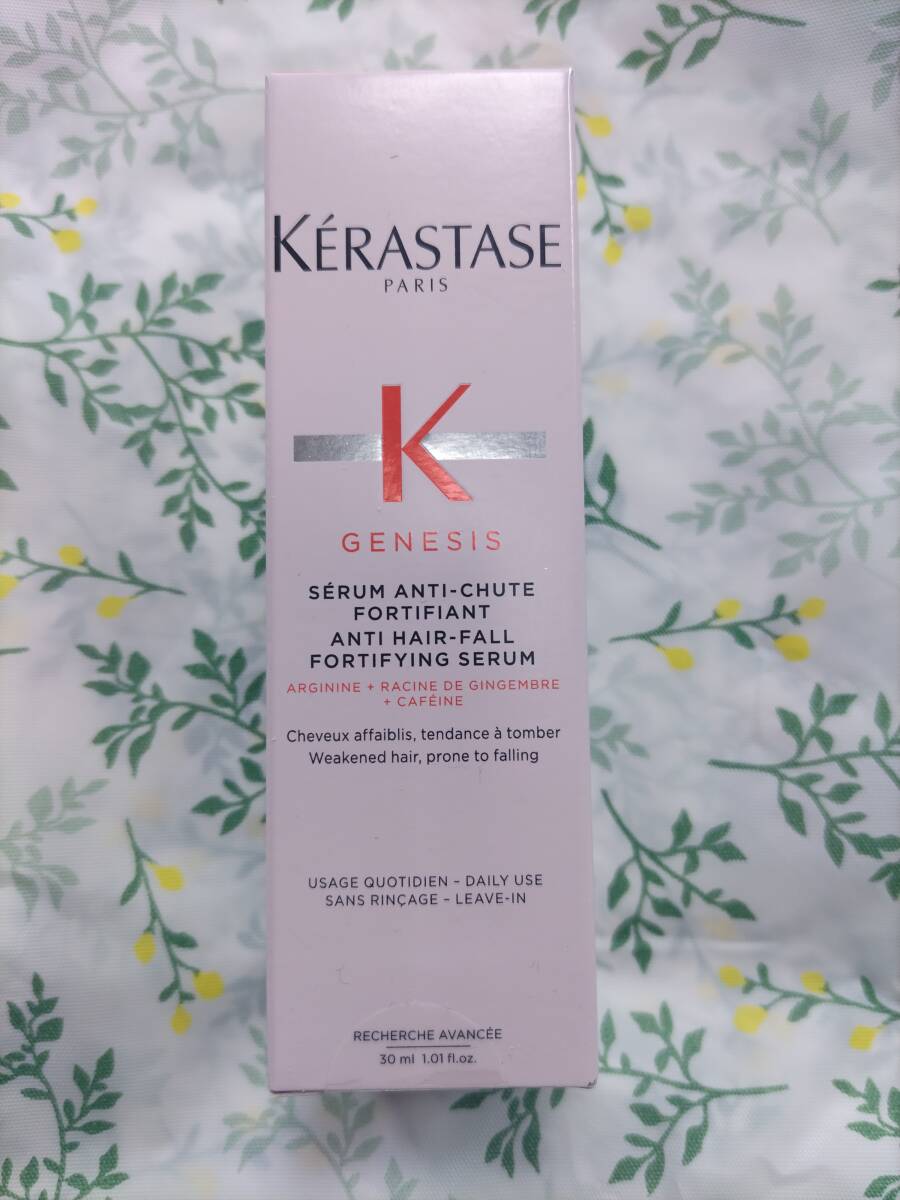 KÉRASTASE
PARIS
K
GENESIS
SÉRUM ANTI-CHUTE
FORTIFIANT
ANTI HAIR-FALL
FORTIFYING SERUM
ARGININE + RACINE DE GINGEMBRE
+ CAFÉINE
Cheveux affaiblis, tendance à tomber
Weakened hair, prone to falling
USAGE QUOTIDIEN – DAILY USE
SANS RINÇAGE – LEAVE-IN
RECHERCHE AVANCÉE
30 ml 1.01 fl.oz.